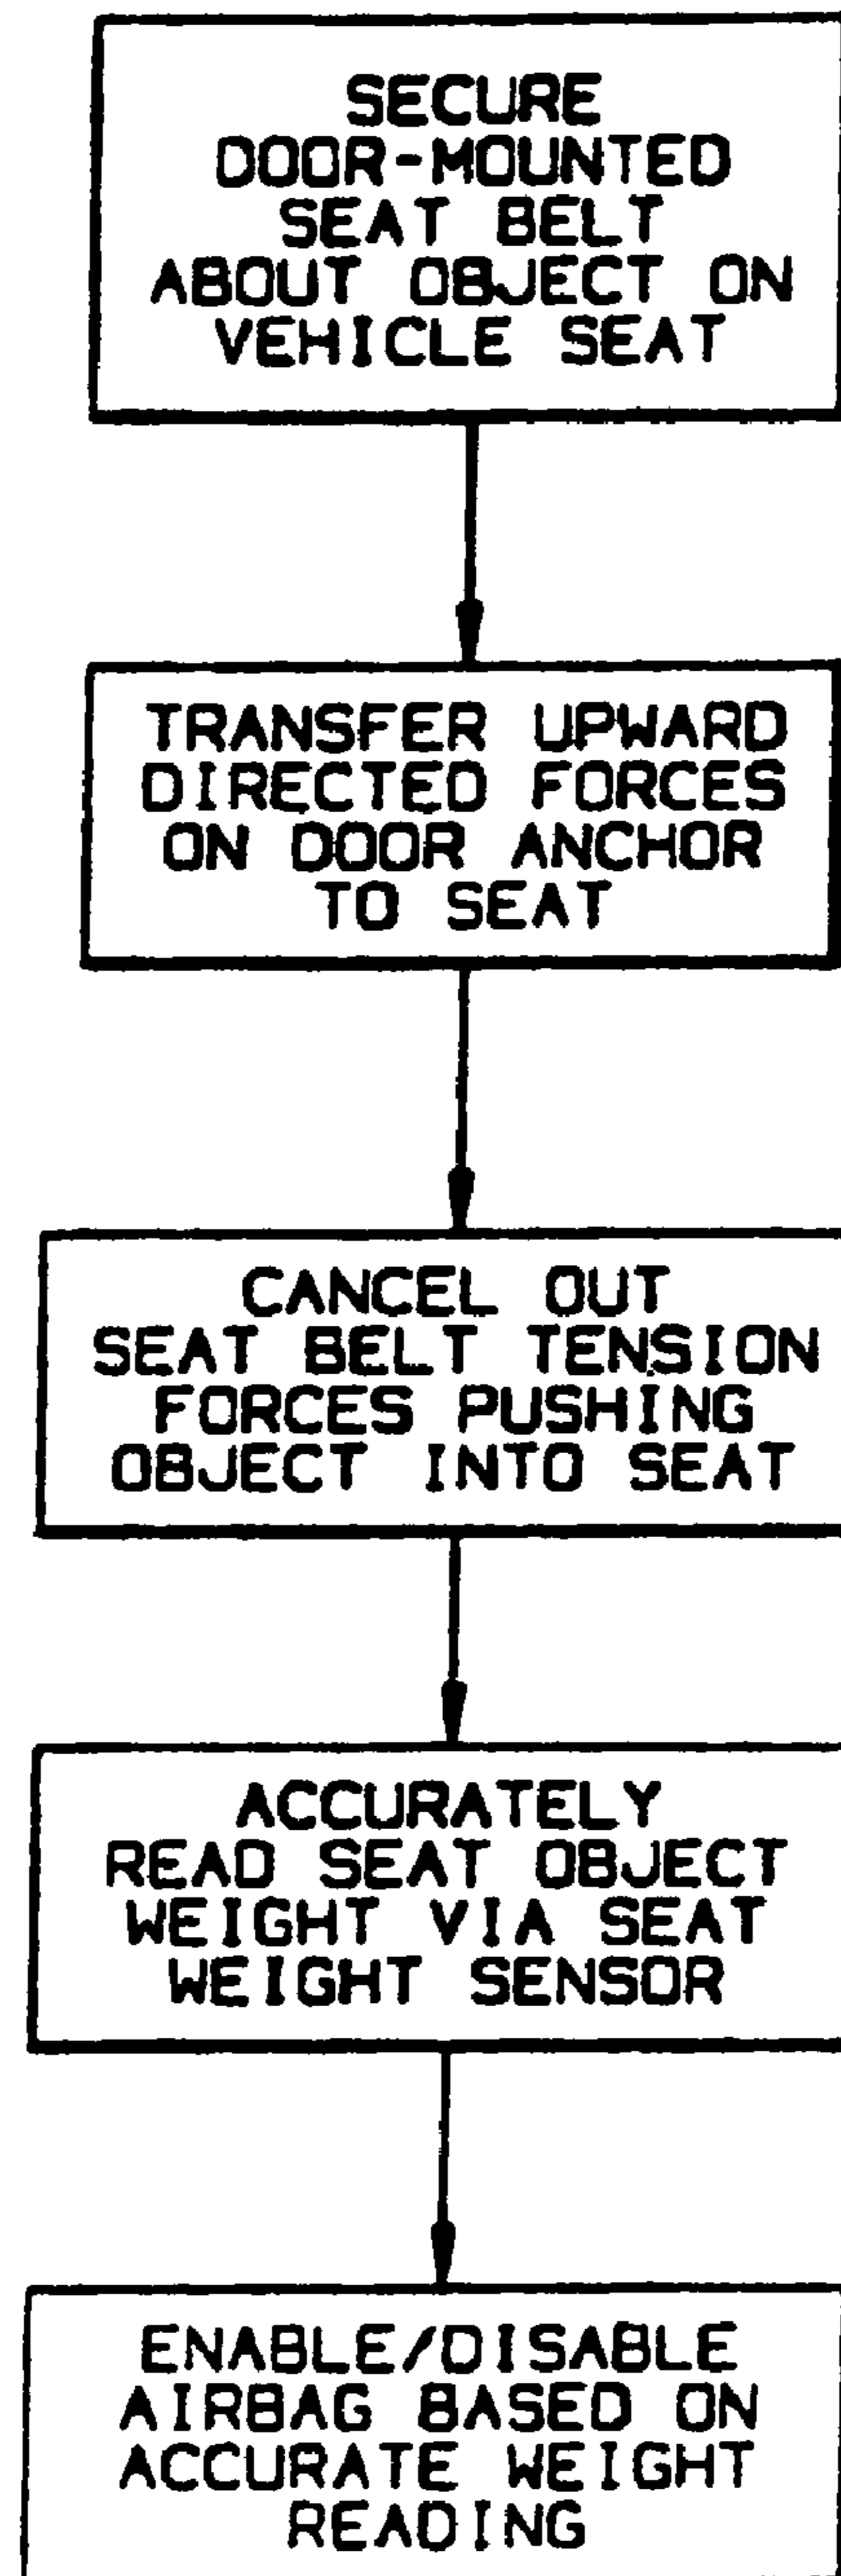 SECURE
DOOR-MOUNTED
SEAT BELT
ABOUT OBJECT ON
VEHICLE SEAT
TRANSFER UPWARD
DIRECTED FORCES
ON DOOR ANCHOR
TO SEAT
CANCEL OUT
SEAT BELT TENSION
FORCES PUSHING
OBJECT INTO SEAT
ACCURATELY
READ SEAT OBJECT
WEIGHT VIA SEAT
WEIGHT SENSOR
ENABLE/DISABLE
AIRBAG BASED ON
ACCURATE WEIGHT
READING